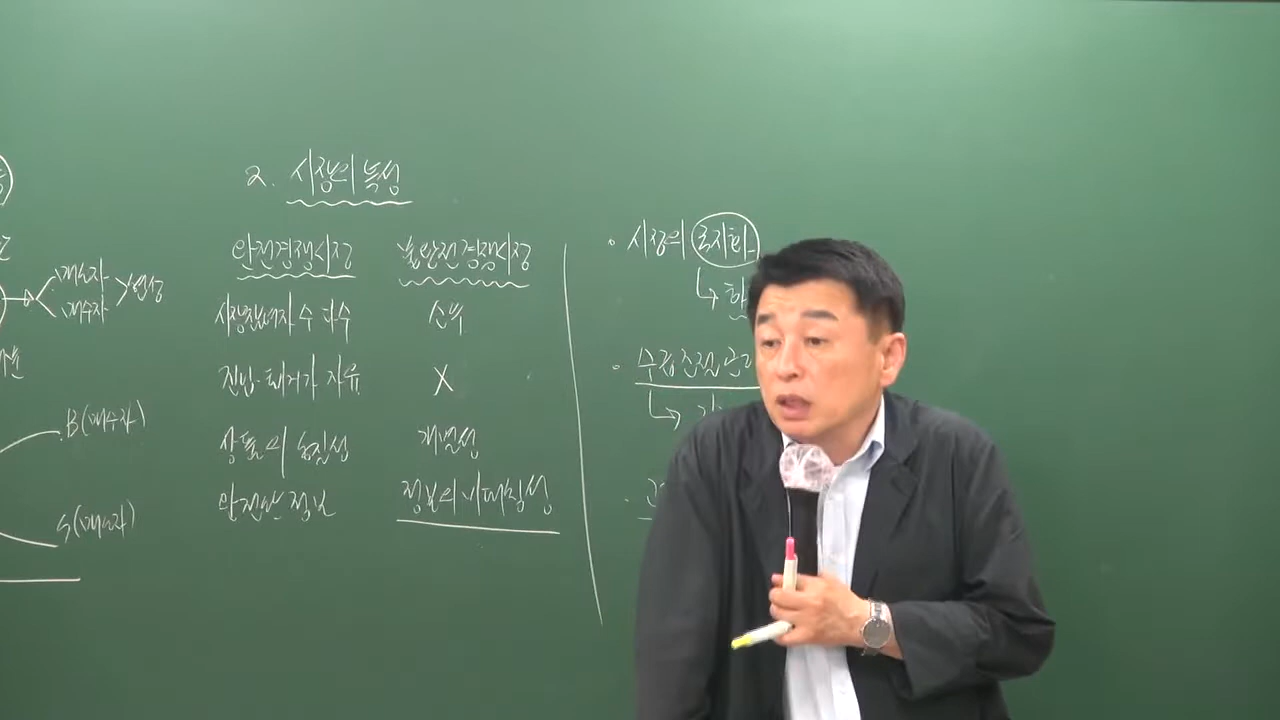 매도자
매수자 형성
B(매수자)
S(매도자)
2. 시장의 특성
완전경쟁시장 불완전경쟁시장
시장참여자 수 다수 소수
진입·퇴거가 자유 X
상품의 동질성 개별성
완전한 정보 정보의 비대칭성
· 시장의 국지화
↳
· 수급조절 곤란
↳